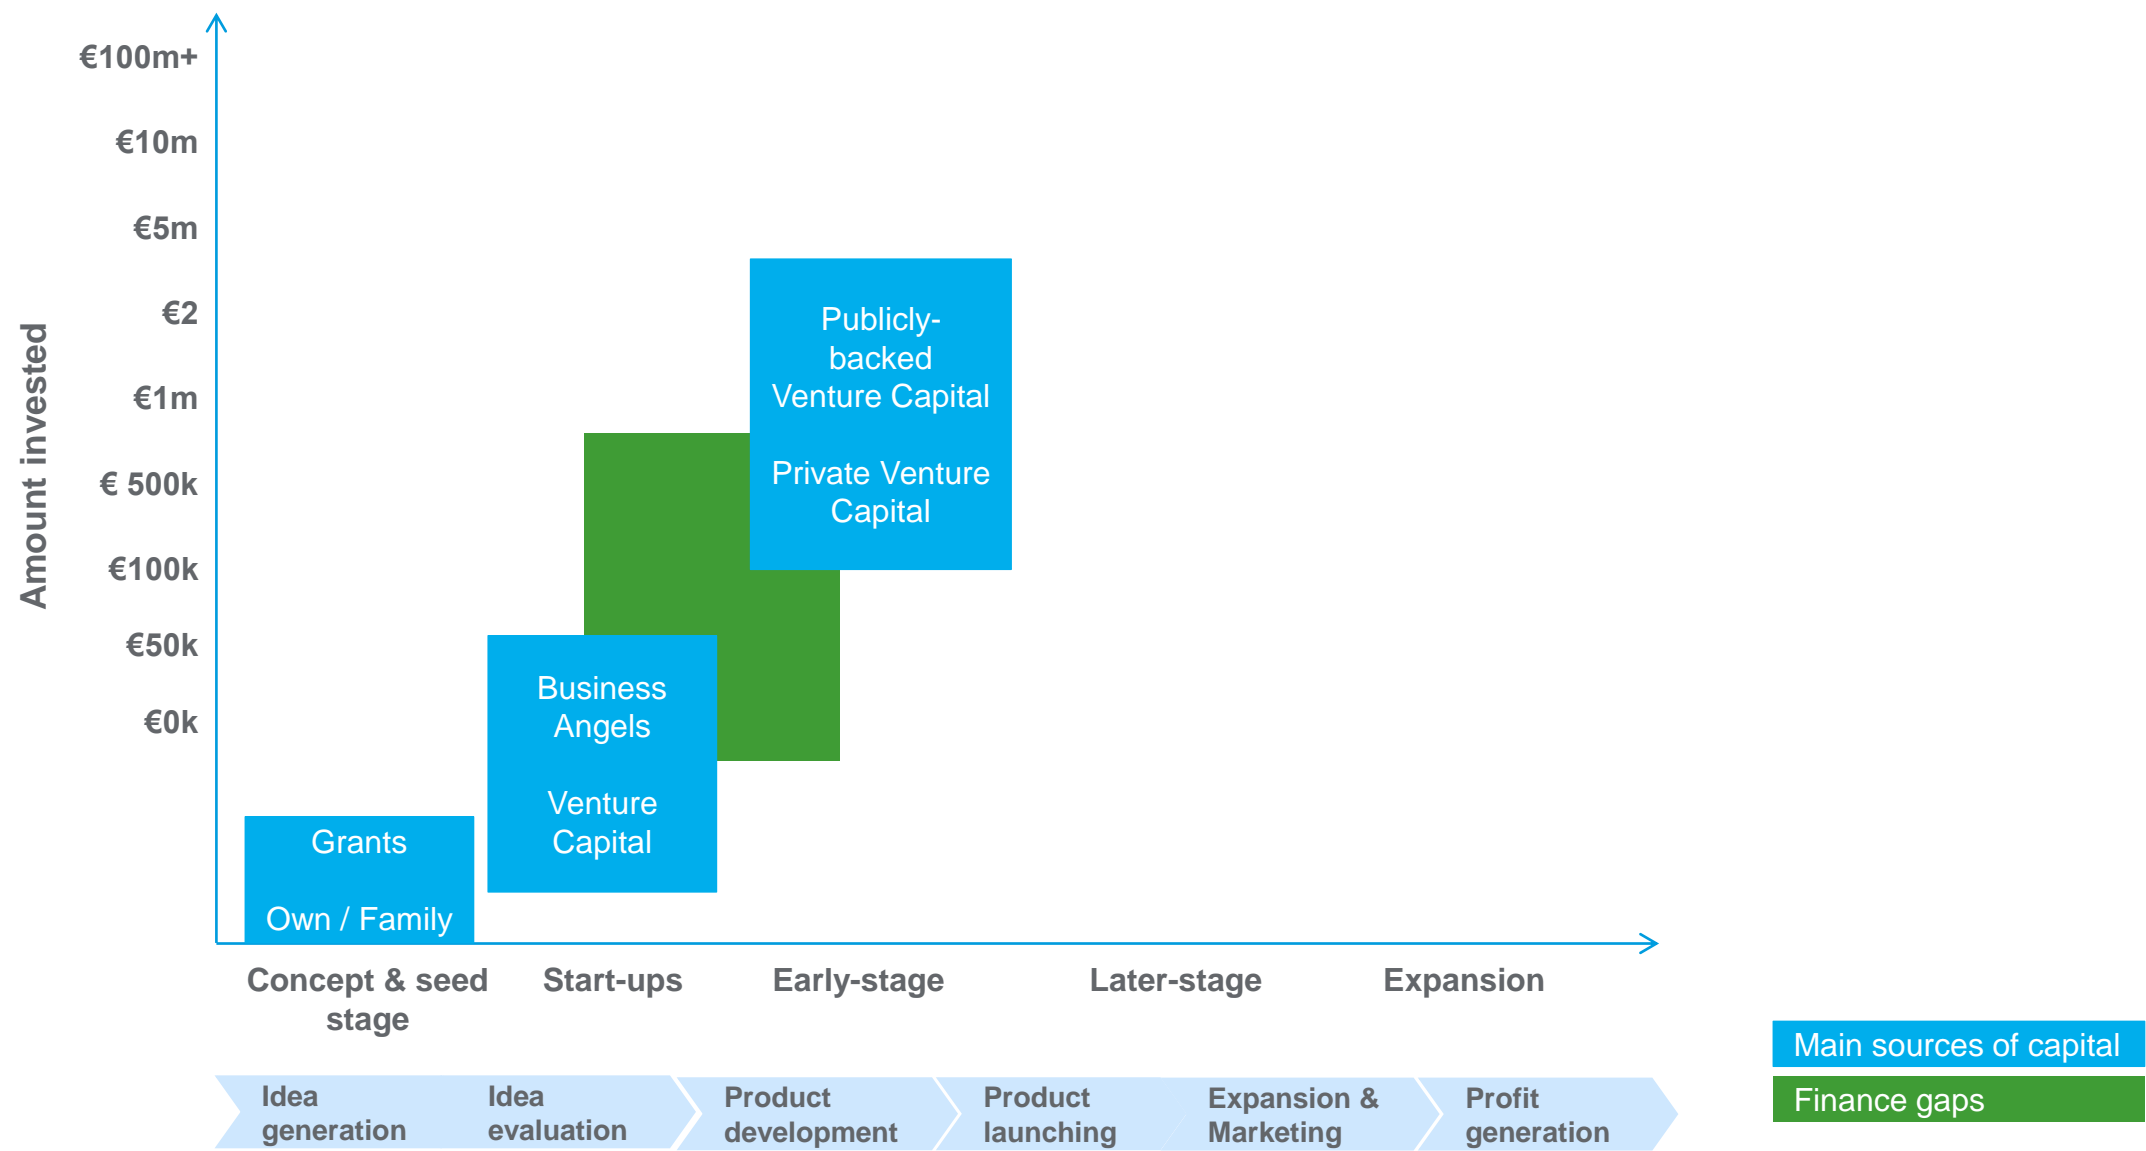 €100m+
€10m
€5m
€2
€1m
€ 500k
€100k
€50k
€0k
Amount invested
Publicly-
backed
Venture Capital
Private Venture
Capital
Business
Angels
Venture
Capital
Grants
Own / Family
Concept & seed
stage
Start-ups
Early-stage
Later-stage
Expansion
Idea
generation
Idea
evaluation
Product
development
Product
launching
Expansion &
Marketing
Profit
generation
Main sources of capital
Finance gaps